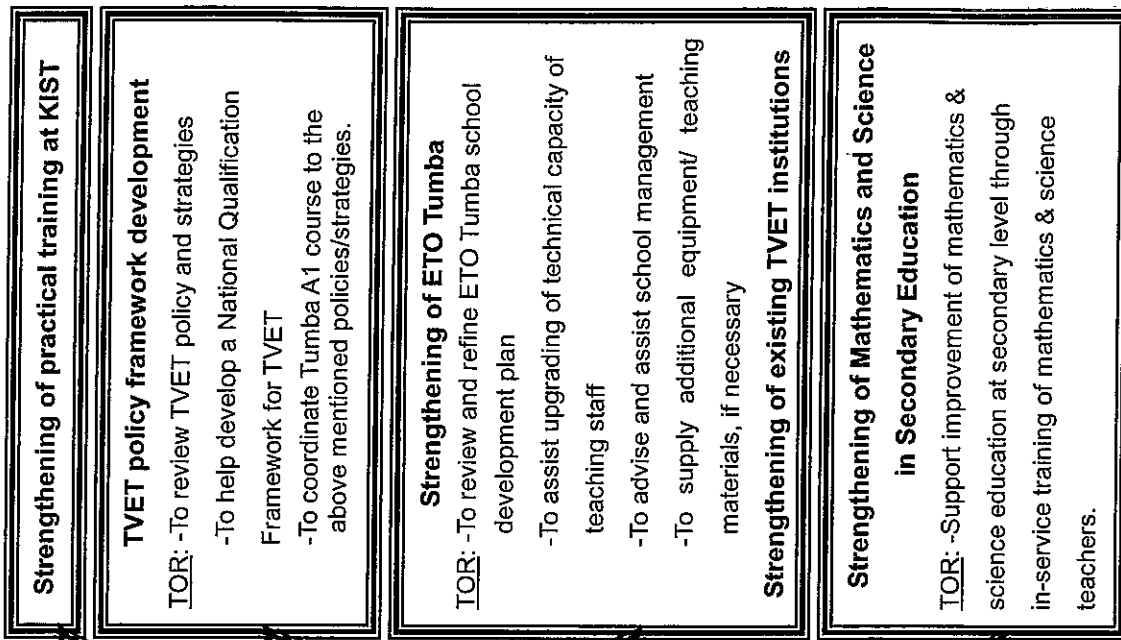 Strengthening of practical training at KIST
TVET policy framework development
TOR: -To review TVET policy and strategies
-To help develop a National Qualification
Framework for TVET
-To coordinate Tumba A1 course to the
above mentioned policies/strategies.
Strengthening of ETO Tumba
TOR: -To review and refine ETO Tumba school
development plan
-To assist upgrading of technical capacity of
teaching staff
-To advise and assist school management
-To supply additional equipment/ teaching
materials, if necessary
Strengthening of existing TVET institutions
Strengthening of Mathematics and Science
in Secondary Education
TOR: -Support improvement of mathematics &
science education at secondary level through
in-service training of mathematics & science
teachers.